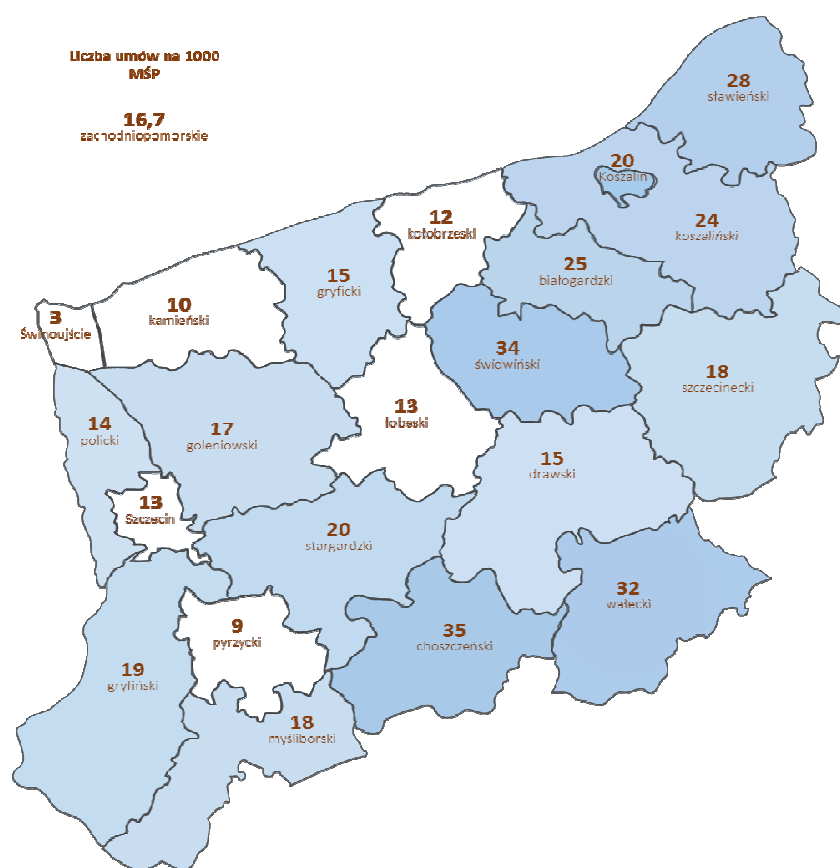 Liczba umów na 1000
MŚP
16,7
zachodniopomorskie
28
sławieński
20
Koszalin
12
kołobrzeski
24
koszaliński
25
białogardzki
15
gryficki
10
kamieński
3
Świnoujście
34
świdwiński
18
szczecinecki
13
łobeski
14
policki
17
goleniowski
15
drawski
13
Szczecin
20
stargardzki
32
wałecki
9
pyrzycki
35
choszczeński
19
gryfiński
18
myśliborski